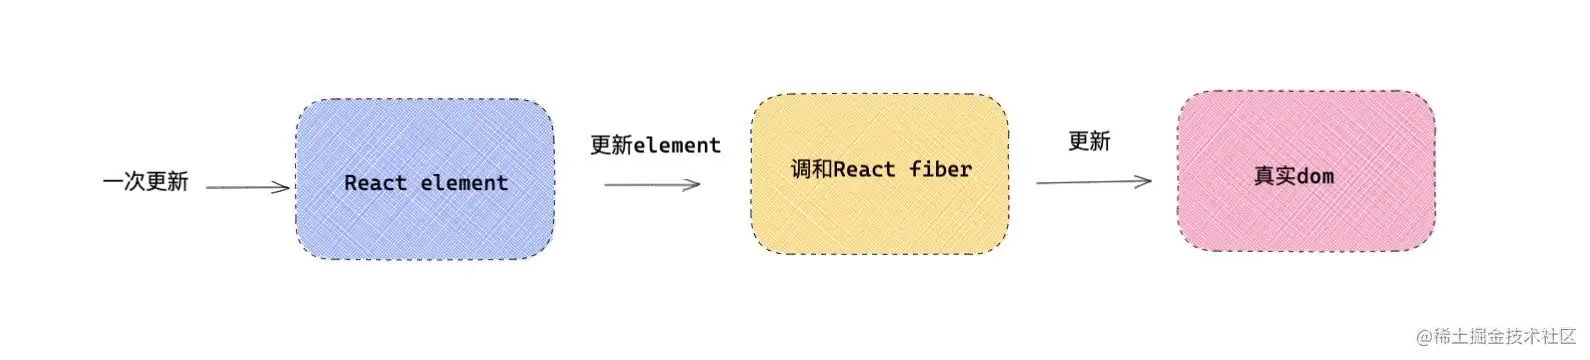 一次更新
React element
更新element
调和React fiber
更新
真实dom
@稀土掘金技术社区